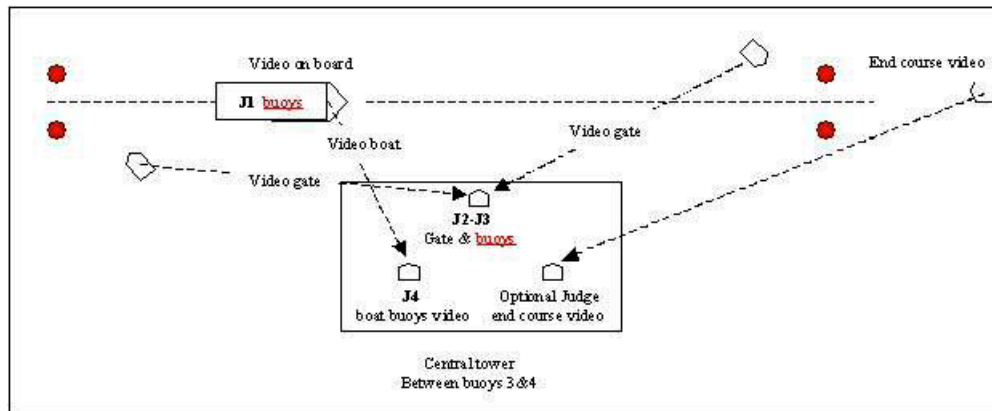 Video on board
End course video
J1 buoys
Video boat
Video gate
Video gate
J2-J3
Gate & buoys
J4
boat buoys video
Optional Judge
end course video
Central tower
Between buoys 3&4